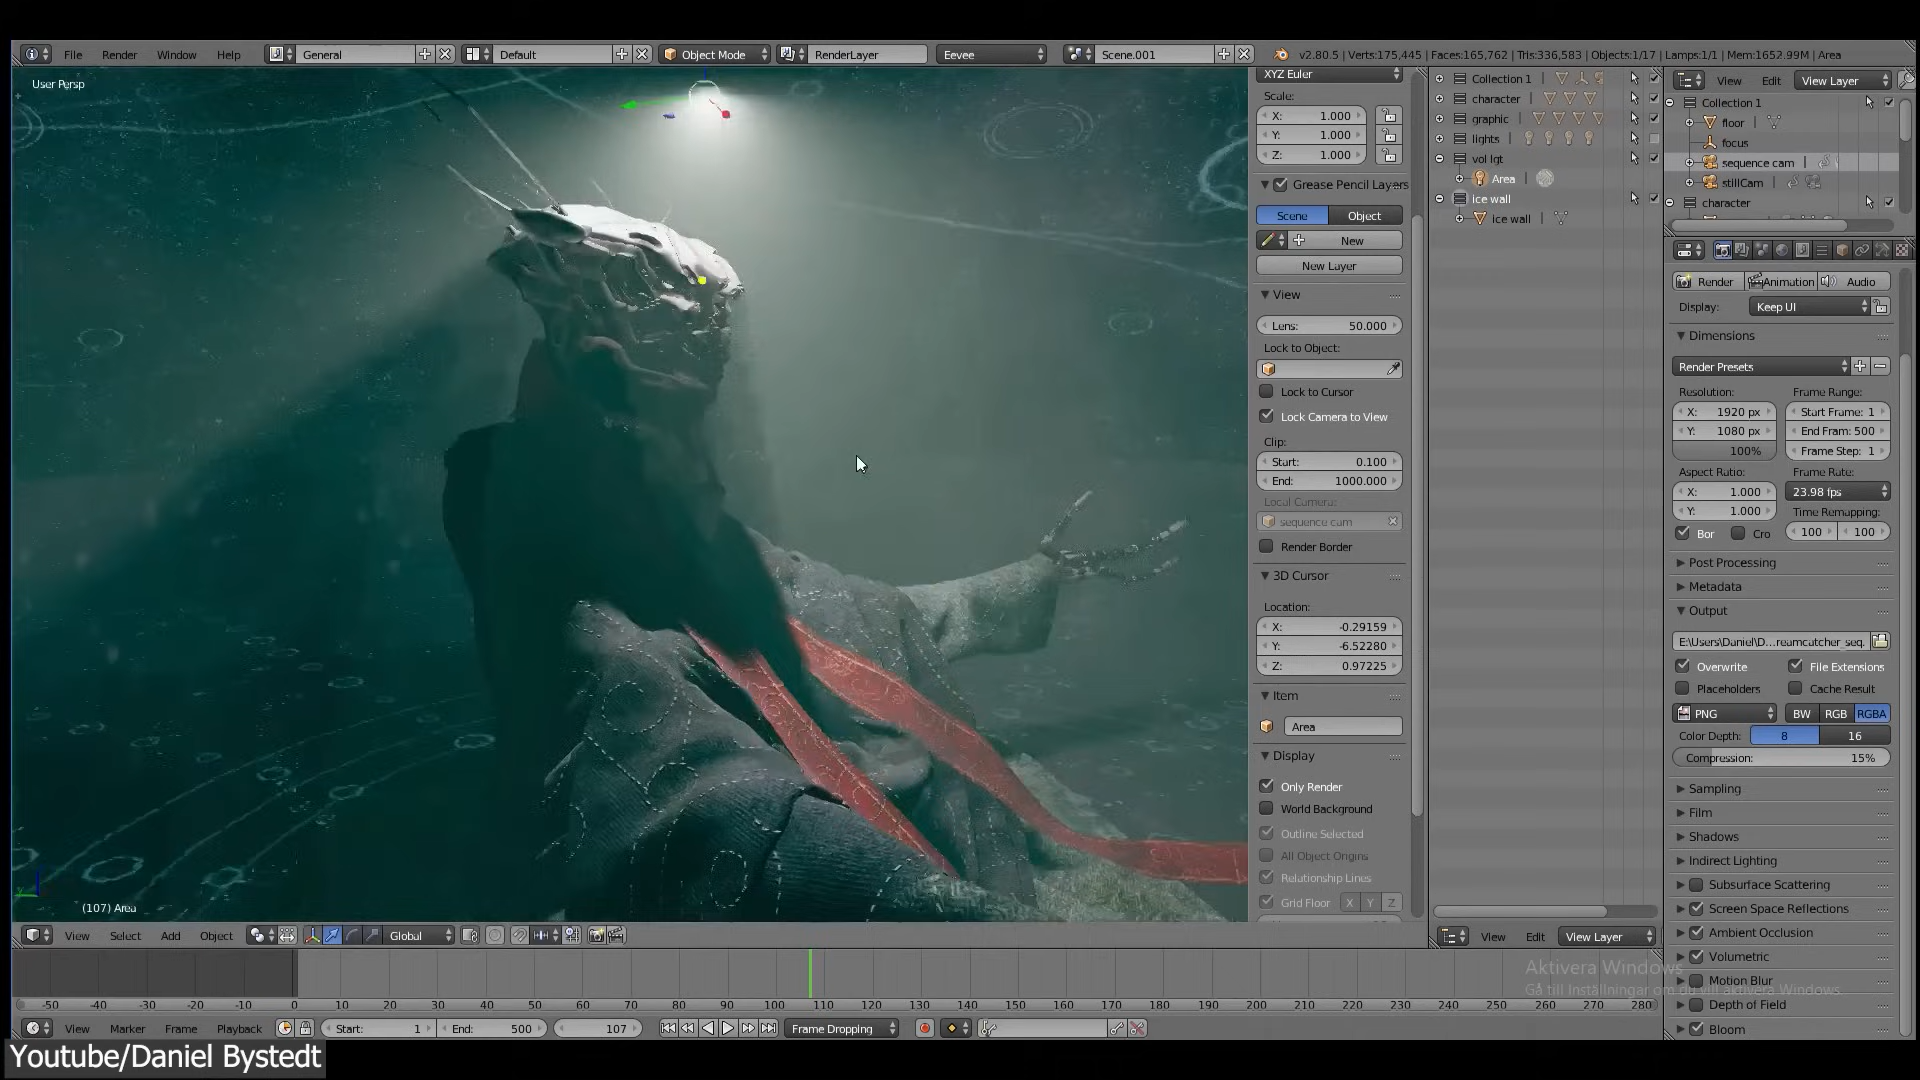 File Render Window Help General Default Object Mode RenderLayer Eevee Scene.001 v2.80.5 | Verts:175,445 | Faces:165,762 | Tris:336,583 | Objects:1/17 | Lamps:1/1 | Mem:1652.99M | Area
User Persp
(107) Area
View Select Add Object Global
XYZ Euler
Scale:
X: 1.000
Y: 1.000
Z: 1.000
Grease Pencil Layers
Scene Object
New
New Layer
View
Lens: 50.000
Lock to Object:
Lock to Cursor
Lock Camera to View
Clip:
Start: 0.100
End: 1000.000
Local Camera:
sequence cam
Render Border
3D Cursor
Location:
X: -0.29159
Y: -6.52280
Z: 0.97225
Item
Area
Display
Only Render
World Background
Outline Selected
All Object Origins
Relationship Lines
Grid Floor X Y Z
Collection 1
character
graphic
lights
vol lgt
Area
ice wall
ice wall
View Edit View Layer
View Edit View Layer
Collection 1
floor
focus
sequence cam
stillCam
character
Render Animation Audio
Display: Keep UI
Dimensions
Render Presets
Resolution: Frame Range:
X: 1920 px Start Frame: 1
Y: 1080 px End Fram: 500
100% Frame Step: 1
Aspect Ratio: Frame Rate:
X: 1.000 23.98 fps
Y: 1.000 Time Remapping:
Bor Cro 100 100
Post Processing
Metadata
Output
E:\Users\Daniel\D...reamcatcher_seq.
Overwrite File Extensions
Placeholders Cache Result
PNG BW RGB RGBA
Color Depth: 8 16
Compression: 15%
Sampling
Film
Shadows
Indirect Lighting
Subsurface Scattering
Screen Space Reflections
Ambient Occlusion
Volumetric
Motion Blur
Depth of Field
Bloom
Aktivera Windows
Gå till Inställningar om du vill aktivera Windows.
-50 -40 -30 -20 -10 0 10 20 30 40 50 60 70 80 90 100 110 120 130 140 150 160 170 180 190 200 210 220 230 240 250 260 270 280
View Marker Frame Playback Start: 1 End: 500 107 Frame Dropping
Youtube/Daniel Bystedt